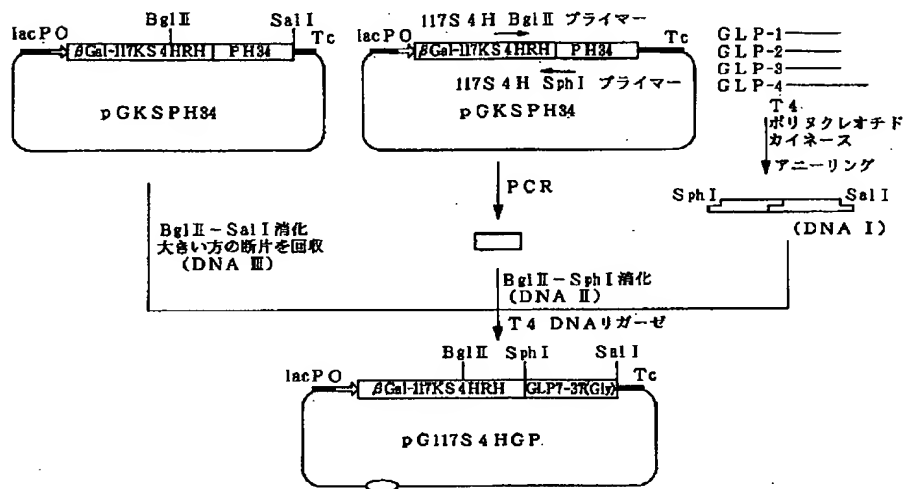 lacPO
BglⅡ
SalⅠ
Tc
βGal-117KS4HRH
PH34
pGKSPH34
117S4H BglⅡ プライマー
lacPO
Tc
βGal-117KS4HRH
PH34
117S4H SphⅠ プライマー
pGKSPH34
GLP-1
GLP-2
GLP-3
GLP-4
T4
ポリヌクレオチド
カイネース
アニーリング
SphⅠ
SalⅠ
(DNA Ⅰ)
PCR
BglⅡ-SalⅠ消化
大きい方の断片を回収
(DNA Ⅲ)
BglⅡ-SphⅠ消化
(DNA Ⅱ)
T4 DNAリガーゼ
BglⅡ
SphⅠ
SalⅠ
lacPO
Tc
βGal-117KS4HRH
GLP7-37(Gly)
pG117S4HGP